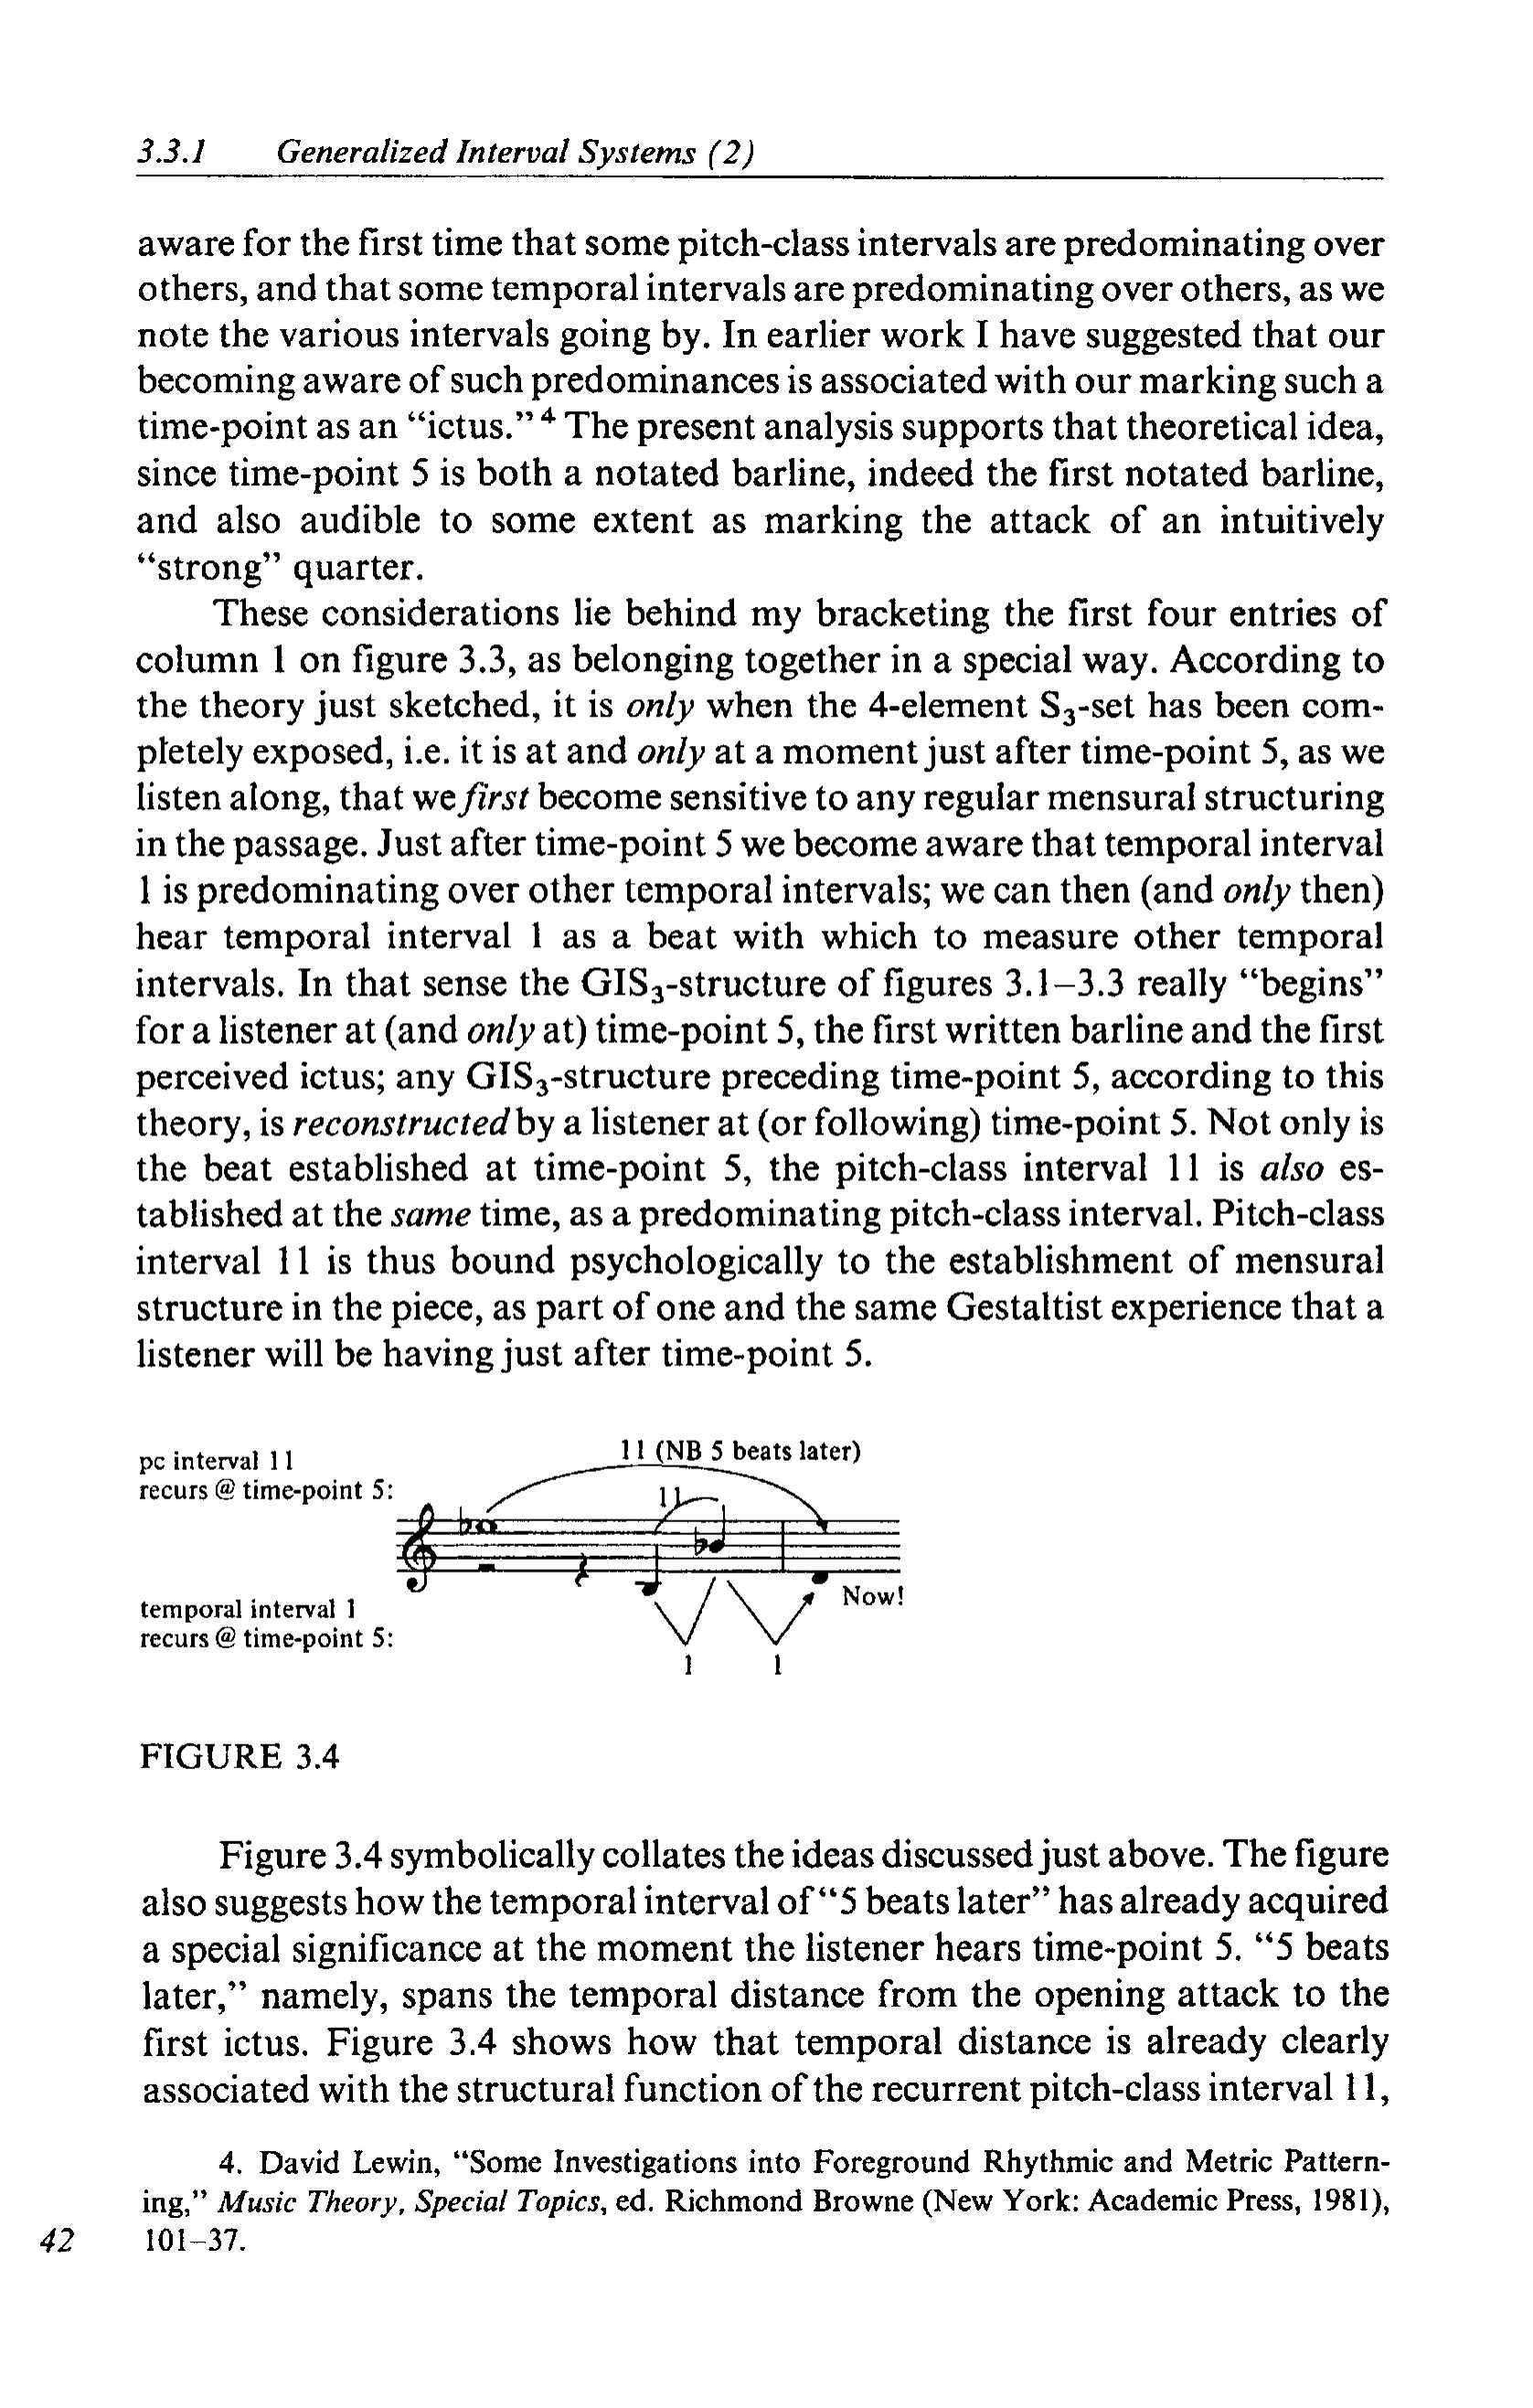 3.3.1 Generalized Interval Systems (2)
aware for the first time that some pitch-class intervals are predominating over
others, and that some temporal intervals are predominating over others, as we
note the various intervals going by. In earlier work I have suggested that our
becoming aware of such predominances is associated with our marking such a
time-point as an “ictus.” 4 The present analysis supports that theoretical idea,
since time-point 5 is both a notated barline, indeed the first notated barline,
and also audible to some extent as marking the attack of an intuitively
“strong” quarter.
These considerations lie behind my bracketing the first four entries of
column 1 on figure 3.3, as belonging together in a special way. According to
the theory just sketched, it is only when the 4-element S3-set has been com-
pletely exposed, i.e. it is at and only at a moment just after time-point 5, as we
listen along, that we first become sensitive to any regular mensural structuring
in the passage. Just after time-point 5 we become aware that temporal interval
1 is predominating over other temporal intervals; we can then (and only then)
hear temporal interval 1 as a beat with which to measure other temporal
intervals. In that sense the GIS3-structure of figures 3.1–3.3 really “begins”
for a listener at (and only at) time-point 5, the first written barline and the first
perceived ictus; any GIS3-structure preceding time-point 5, according to this
theory, is reconstructed by a listener at (or following) time-point 5. Not only is
the beat established at time-point 5, the pitch-class interval 11 is also es-
tablished at the same time, as a predominating pitch-class interval. Pitch-class
interval 11 is thus bound psychologically to the establishment of mensural
structure in the piece, as part of one and the same Gestaltist experience that a
listener will be having just after time-point 5.
11 (NB 5 beats later)
pc interval 11
recurs @ time-point 5:
11
Now!
temporal interval 1
recurs @ time-point 5:
1 1
FIGURE 3.4
Figure 3.4 symbolically collates the ideas discussed just above. The figure
also suggests how the temporal interval of “5 beats later” has already acquired
a special significance at the moment the listener hears time-point 5. “5 beats
later,” namely, spans the temporal distance from the opening attack to the
first ictus. Figure 3.4 shows how that temporal distance is already clearly
associated with the structural function of the recurrent pitch-class interval 11,
4. David Lewin, “Some Investigations into Foreground Rhythmic and Metric Pattern-
ing,” Music Theory, Special Topics, ed. Richmond Browne (New York: Academic Press, 1981),
42 101–37.